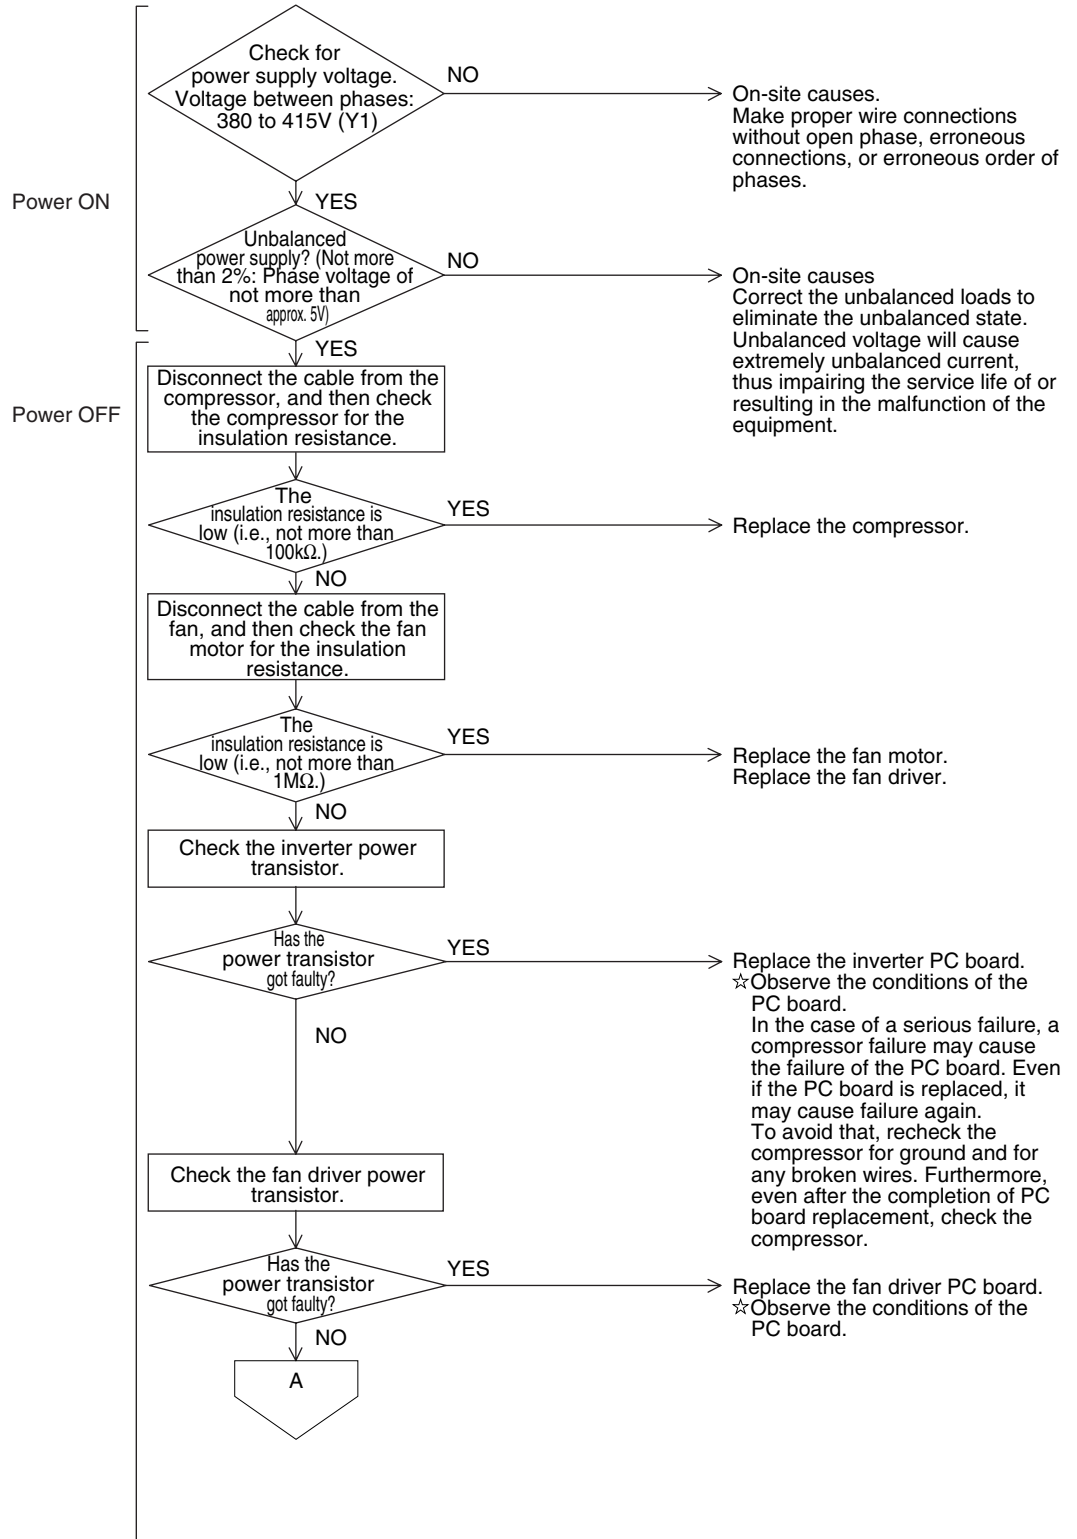 Check for
power supply voltage.
Voltage between phases:
380 to 415V (Y1)
NO
On-site causes.
Make proper wire connections
without open phase, erroneous
connections, or erroneous order of
phases.
Power ON
YES
Unbalanced
power supply? (Not more
than 2%: Phase voltage of
not more than
approx. 5V)
NO
On-site causes
Correct the unbalanced loads to
eliminate the unbalanced state.
Unbalanced voltage will cause
extremely unbalanced current,
thus impairing the service life of or
resulting in the malfunction of the
equipment.
YES
Power OFF
Disconnect the cable from the
compressor, and then check
the compressor for the
insulation resistance.
The
insulation resistance is
low (i.e., not more than
100kΩ.)
YES
Replace the compressor.
NO
Disconnect the cable from the
fan, and then check the fan
motor for the insulation
resistance.
The
insulation resistance is
low (i.e., not more than
1MΩ.)
YES
Replace the fan motor.
Replace the fan driver.
NO
Check the inverter power
transistor.
Has the
power transistor
got faulty?
YES
Replace the inverter PC board.
☆Observe the conditions of the
PC board.
In the case of a serious failure, a
compressor failure may cause
the failure of the PC board. Even
if the PC board is replaced, it
may cause failure again.
To avoid that, recheck the
compressor for ground and for
any broken wires. Furthermore,
even after the completion of PC
board replacement, check the
compressor.
NO
Check the fan driver power
transistor.
Has the
power transistor
got faulty?
YES
Replace the fan driver PC board.
☆Observe the conditions of the
PC board.
NO
A